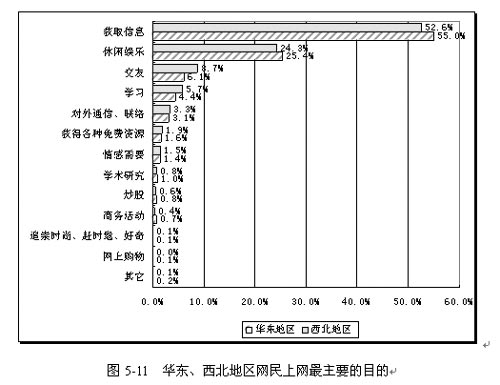 获取信息 52.6%
55.0%
休闲娱乐 24.3%
25.4%
交友 8.7%
6.1%
学习 5.7%
4.4%
对外通信、联络 3.3%
3.1%
获得各种免费资源 1.9%
1.6%
情感需要 1.5%
1.4%
学术研究 0.8%
1.0%
炒股 0.6%
0.8%
商务活动 0.4%
0.7%
追崇时尚、赶时髦、好奇 0.1%
0.1%
网上购物 0.0%
0.1%
其它 0.1%
0.2%
0.0% 10.0% 20.0% 30.0% 40.0% 50.0% 60.0%
华东地区 西北地区
图 5-11 华东、西北地区网民上网最主要的目的